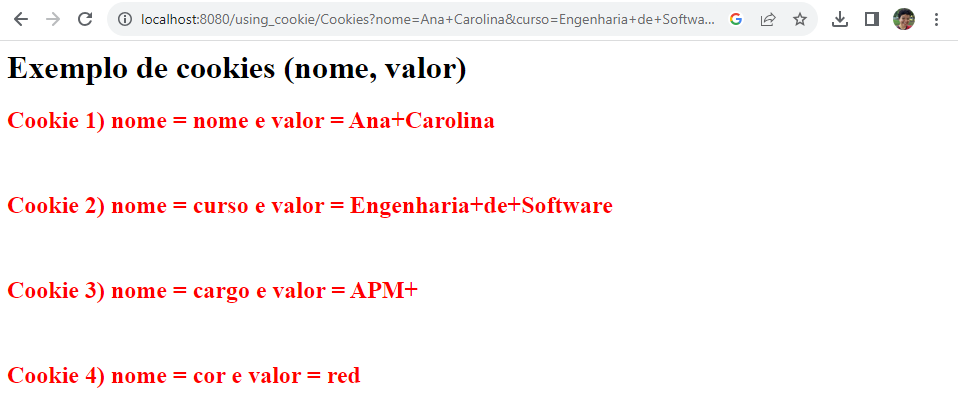 localhost:8080/using_cookie/Cookies?nome=Ana+Carolina&curso=Engenharia+de+Softwa...
Exemplo de cookies (nome, valor)
Cookie 1) nome = nome e valor = Ana+Carolina
Cookie 2) nome = curso e valor = Engenharia+de+Software
Cookie 3) nome = cargo e valor = APM+
Cookie 4) nome = cor e valor = red